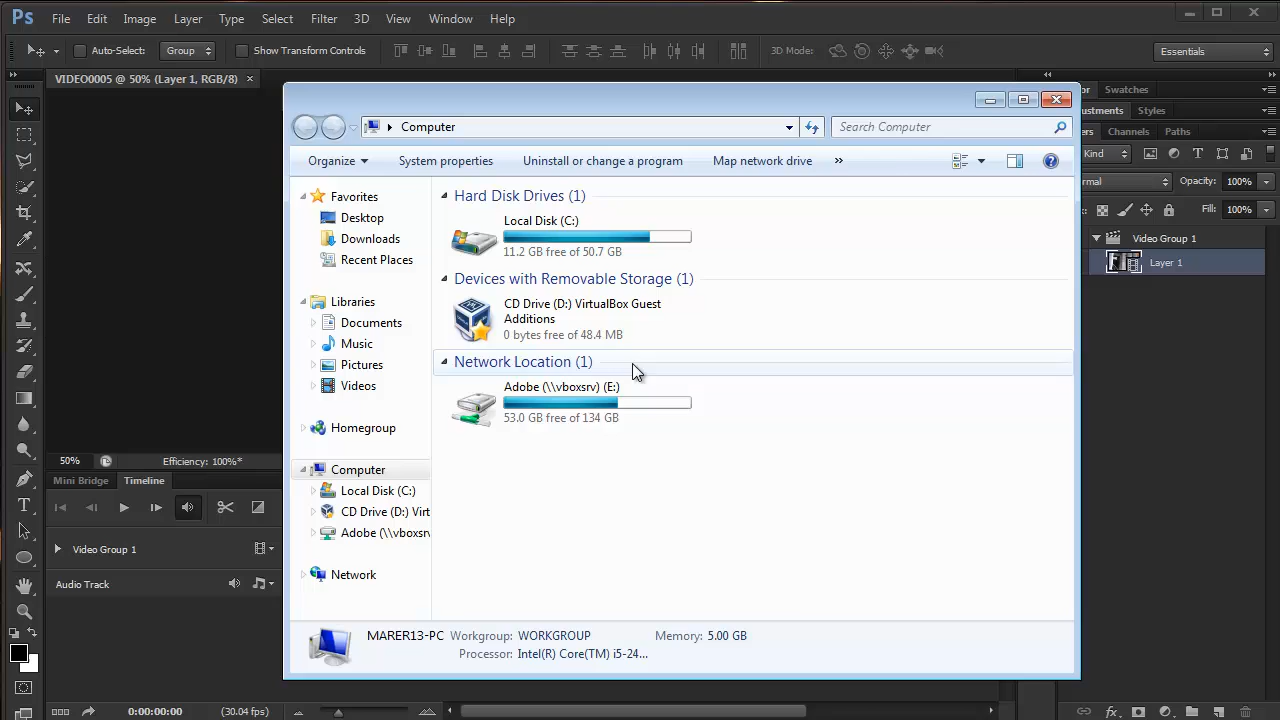 Ps File Edit Image Layer Type Select Filter 3D View Window Help
Auto-Select: Group Show Transform Controls 3D Mode: Essentials
VIDEO0005 @ 50% (Layer 1, RGB/8) ×
Swatches
Styles
Channels Paths
Kind
Opacity: 100%
Fill: 100%
Video Group 1
Layer 1
Computer
Search Computer
Organize System properties Uninstall or change a program Map network drive »
Favorites
Desktop
Downloads
Recent Places
Libraries
Documents
Music
Pictures
Videos
Homegroup
Computer
Local Disk (C:)
CD Drive (D:) Virt
Adobe (\\vboxsrv
Network
Hard Disk Drives (1)
Local Disk (C:)
11.2 GB free of 50.7 GB
Devices with Removable Storage (1)
CD Drive (D:) VirtualBox Guest
Additions
0 bytes free of 48.4 MB
Network Location (1)
Adobe (\\vboxsrv) (E:)
53.0 GB free of 134 GB
MARER13-PC Workgroup: WORKGROUP Memory: 5.00 GB
Processor: Intel(R) Core(TM) i5-24...
50% Efficiency: 100%*
Mini Bridge Timeline
Video Group 1
Audio Track
0:00:00:00 (30.04 fps)
fx